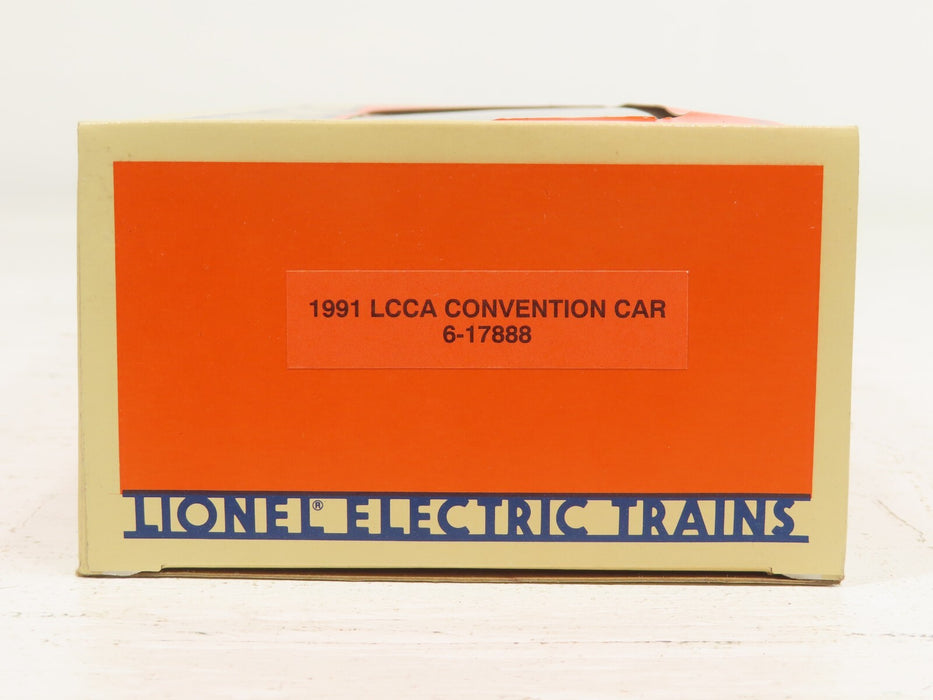 1991 LCCA CONVENTION CAR
6-17888
LIONEL® ELECTRIC TRAINS